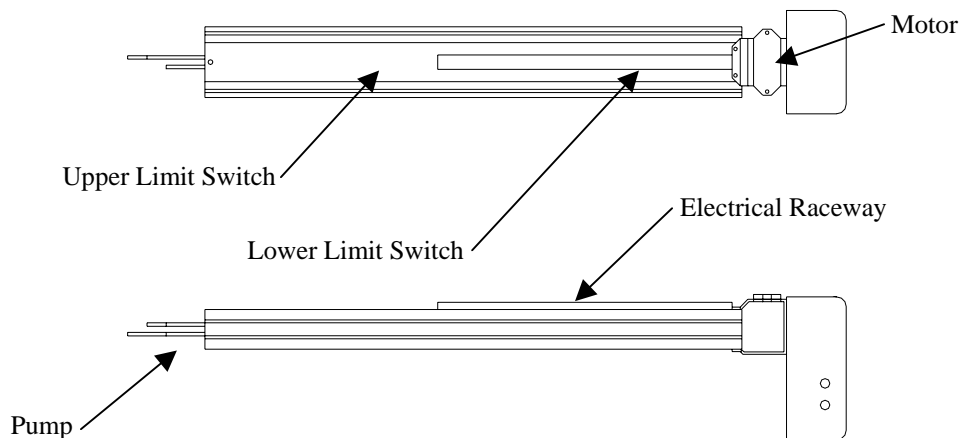 Motor
Upper Limit Switch
Electrical Raceway
Lower Limit Switch
Pump